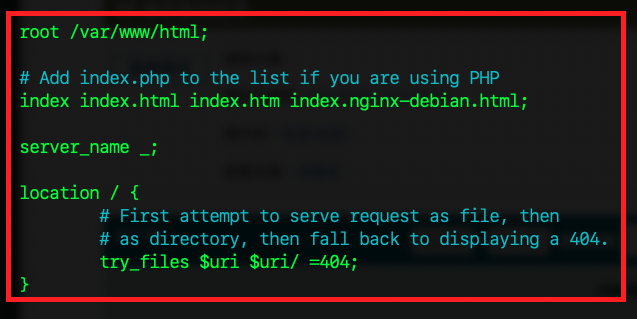 root /var/www/html;
# Add index.php to the list if you are using PHP
index index.html index.htm index.nginx-debian.html;
server_name _;
location / {
# First attempt to serve request as file, then
# as directory, then fall back to displaying a 404.
try_files $uri $uri/ =404;
}